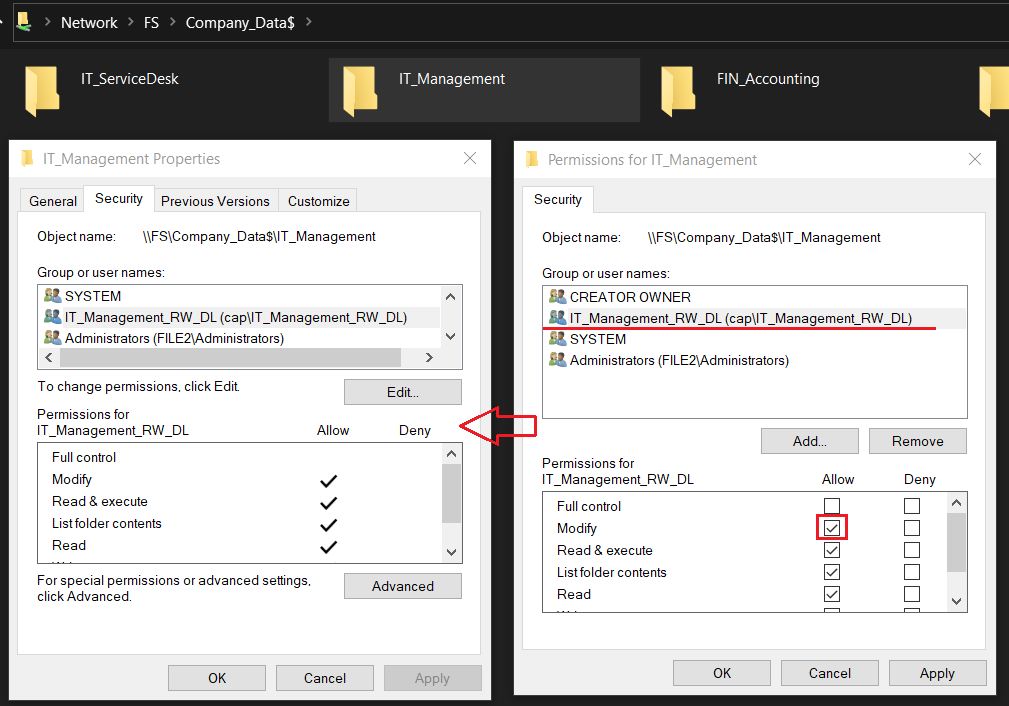 Network > FS > Company_Data$ >
IT_ServiceDesk
IT_Management
FIN_Accounting
IT_Management Properties
General
Security
Previous Versions
Customize
Object name: \\FS\Company_Data$\IT_Management
Group or user names:
SYSTEM
IT_Management_RW_DL (cap\IT_Management_RW_DL)
Administrators (FILE2\Administrators)
To change permissions, click Edit.
Edit...
Permissions for
IT_Management_RW_DL
Allow
Deny
Full control
Modify
Read & execute
List folder contents
Read
For special permissions or advanced settings,
click Advanced.
Advanced
OK
Cancel
Apply
Permissions for IT_Management
Security
Object name: \\FS\Company_Data$\IT_Management
Group or user names:
CREATOR OWNER
IT_Management_RW_DL (cap\IT_Management_RW_DL)
SYSTEM
Administrators (FILE2\Administrators)
Add...
Remove
Permissions for
IT_Management_RW_DL
Allow
Deny
Full control
Modify
Read & execute
List folder contents
Read
OK
Cancel
Apply